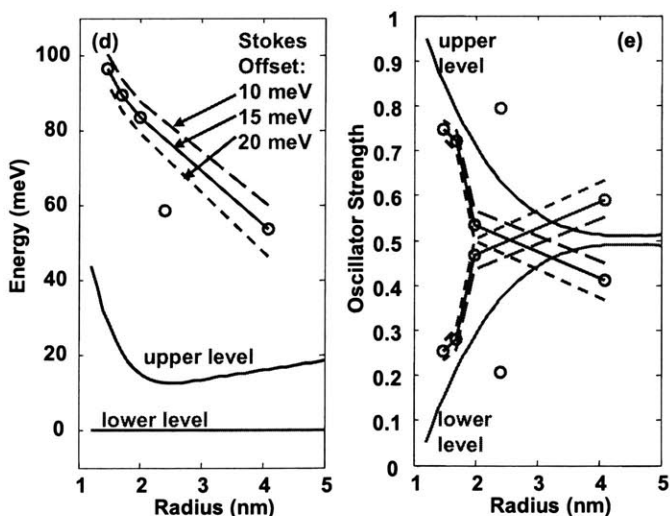 (d)
Stokes
Offset:
10 meV
15 meV
20 meV
upper level
lower level
Energy (meV)
100
80
60
40
20
0
1 2 3 4 5
Radius (nm)
(e)
upper
level
lower
level
Oscillator Strength
1
0.9
0.8
0.7
0.6
0.5
0.4
0.3
0.2
0.1
0
1 2 3 4 5
Radius (nm)